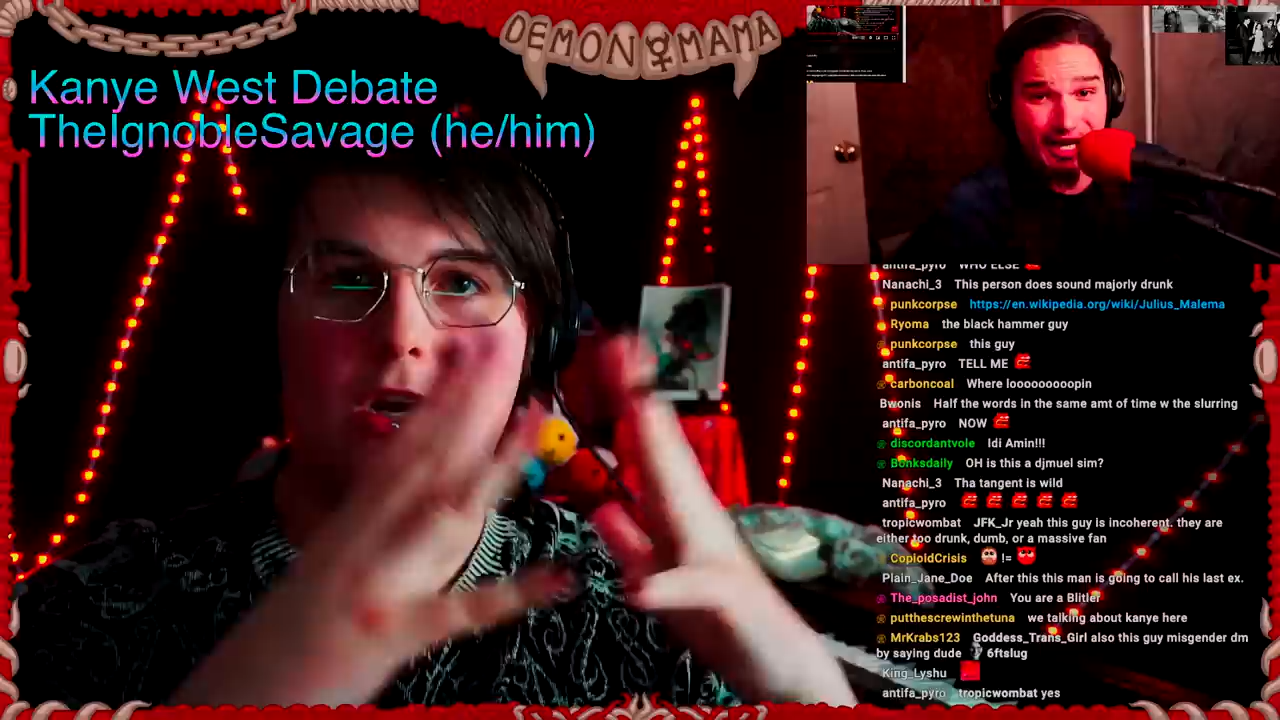 DEMON MAMA
Kanye West Debate
TheIgnobleSavage (he/him)
antifa_pyro WHO ELSE
Nanachi_3 This person does sound majorly drunk
punkcorpse https://en.wikipedia.org/wiki/Julius_Malema
Ryoma the black hammer guy
punkcorpse this guy
antifa_pyro TELL ME
carboncoal Where looooooooopin
Bwonis Half the words in the same amt of time w the slurring
antifa_pyro NOW
discordantvole Idi Amin!!!
Bonksdaily OH is this a djmuel sim?
Nanachi_3 Tha tangent is wild
antifa_pyro
tropicwombat JFK_Jr yeah this guy is incoherent. they are
either too drunk, dumb, or a massive fan
CopioldCrisis !=
Plain_Jane_Doe After this this man is going to call his last ex.
The_posadist_john You are a Blitler
putthescrewinthetuna we talking about kanye here
MrKrabs123 Goddess_Trans_Girl also this guy misgender dm
by saying dude 6ftslug
King_Lyshu
antifa_pyro tropicwombat yes